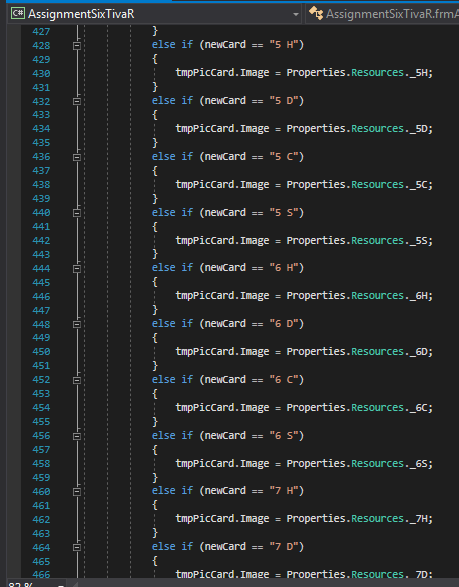 C# AssignmentSixTivaR AssignmentSixTivaR.frmA
427 }
428 else if (newCard == "5 H")
429 {
430 tmpPicCard.Image = Properties.Resources._5H;
431 }
432 else if (newCard == "5 D")
433 {
434 tmpPicCard.Image = Properties.Resources._5D;
435 }
436 else if (newCard == "5 C")
437 {
438 tmpPicCard.Image = Properties.Resources._5C;
439 }
440 else if (newCard == "5 S")
441 {
442 tmpPicCard.Image = Properties.Resources._5S;
443 }
444 else if (newCard == "6 H")
445 {
446 tmpPicCard.Image = Properties.Resources._6H;
447 }
448 else if (newCard == "6 D")
449 {
450 tmpPicCard.Image = Properties.Resources._6D;
451 }
452 else if (newCard == "6 C")
453 {
454 tmpPicCard.Image = Properties.Resources._6C;
455 }
456 else if (newCard == "6 S")
457 {
458 tmpPicCard.Image = Properties.Resources._6S;
459 }
460 else if (newCard == "7 H")
461 {
462 tmpPicCard.Image = Properties.Resources._7H;
463 }
464 else if (newCard == "7 D")
465 {
466 tmpPicCard.Image = Properties.Resources._7D;